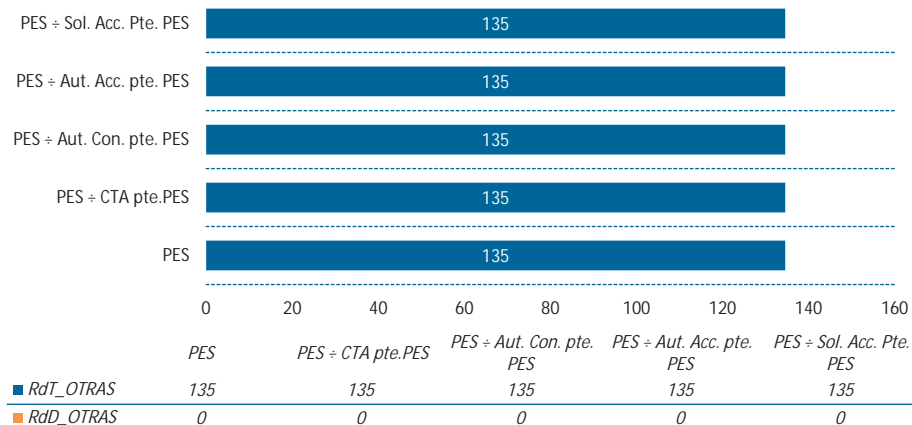 PES ÷ Sol. Acc. Pte. PES
135
PES ÷ Aut. Acc. pte. PES
135
PES ÷ Aut. Con. pte. PES
135
PES ÷ CTA pte.PES
135
PES
135
0 20 40 60 80 100 120 140 160
PES PES ÷ CTA pte.PES PES ÷ Aut. Con. pte. PES PES ÷ Aut. Acc. pte. PES PES ÷ Sol. Acc. Pte. PES
RdT_OTRAS 135 135 135 135 135
RdD_OTRAS 0 0 0 0 0